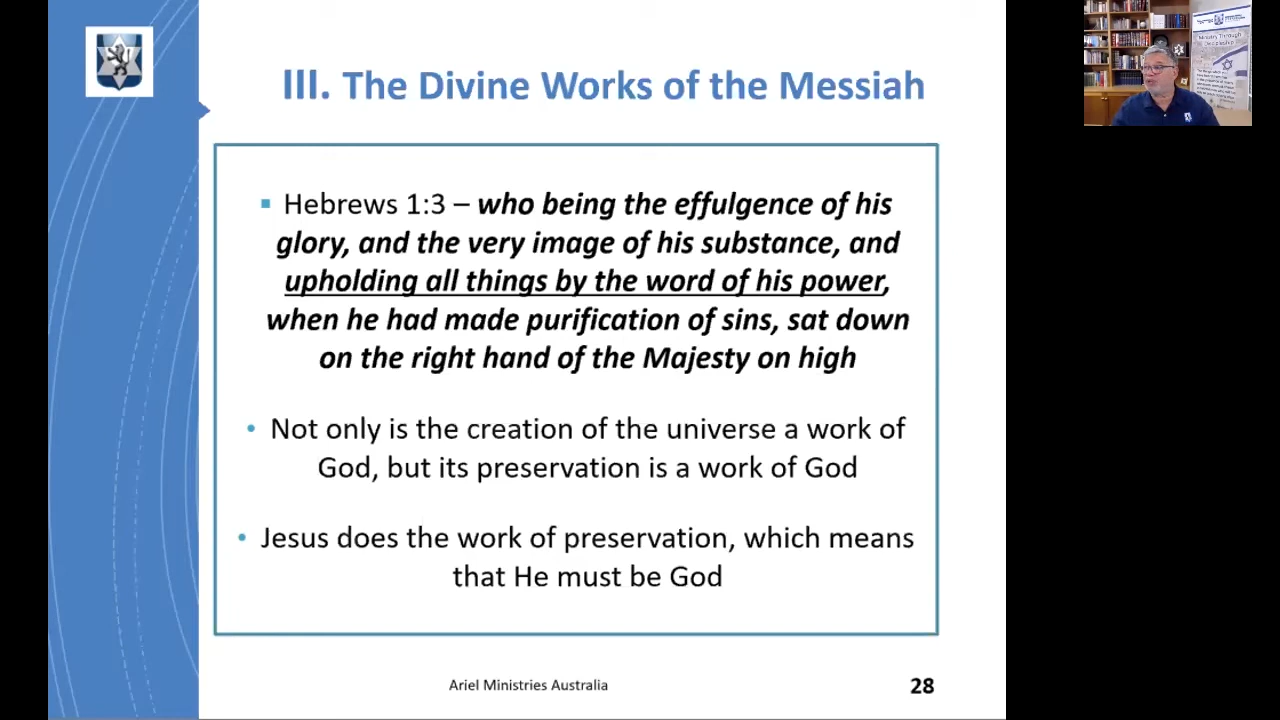 III. The Divine Works of the Messiah
▪ Hebrews 1:3 – who being the effulgence of his
glory, and the very image of his substance, and
upholding all things by the word of his power,
when he had made purification of sins, sat down
on the right hand of the Majesty on high
• Not only is the creation of the universe a work of
God, but its preservation is a work of God
• Jesus does the work of preservation, which means
that He must be God
Ariel Ministries Australia
28
Ministry Through
Discipleship